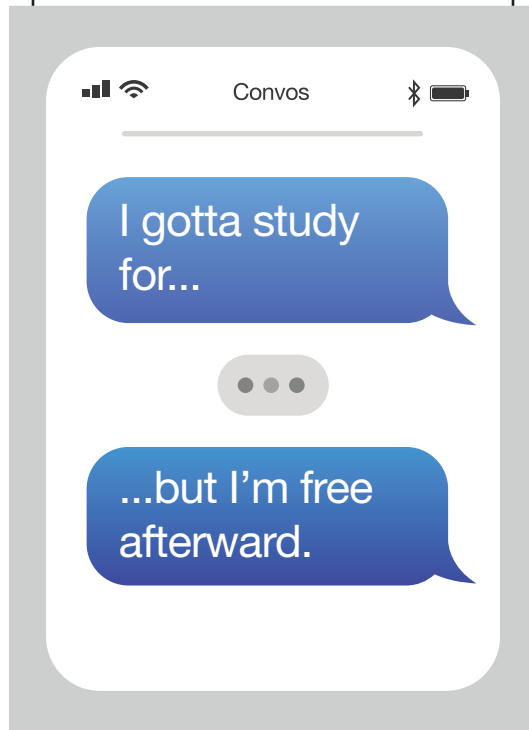 Convos
I gotta study
for...
...but I’m free
afterward.